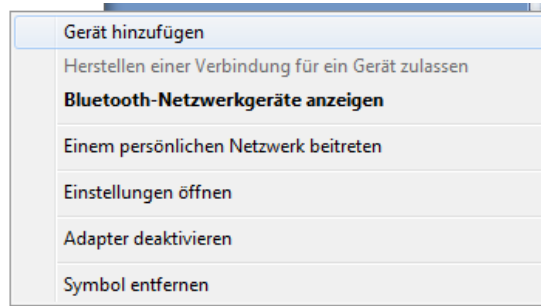 Gerät hinzufügen
Herstellen einer Verbindung für ein Gerät zulassen
Bluetooth-Netzwerkgeräte anzeigen
Einem persönlichen Netzwerk beitreten
Einstellungen öffnen
Adapter deaktivieren
Symbol entfernen